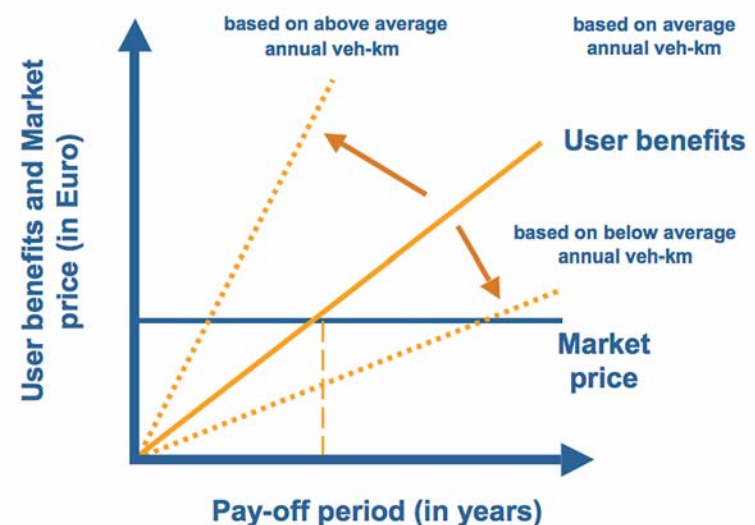 based on above average
annual veh-km
based on average
annual veh-km
User benefits
based on below average
annual veh-km
Market
price
User benefits and Market
price (in Euro)
Pay-off period (in years)